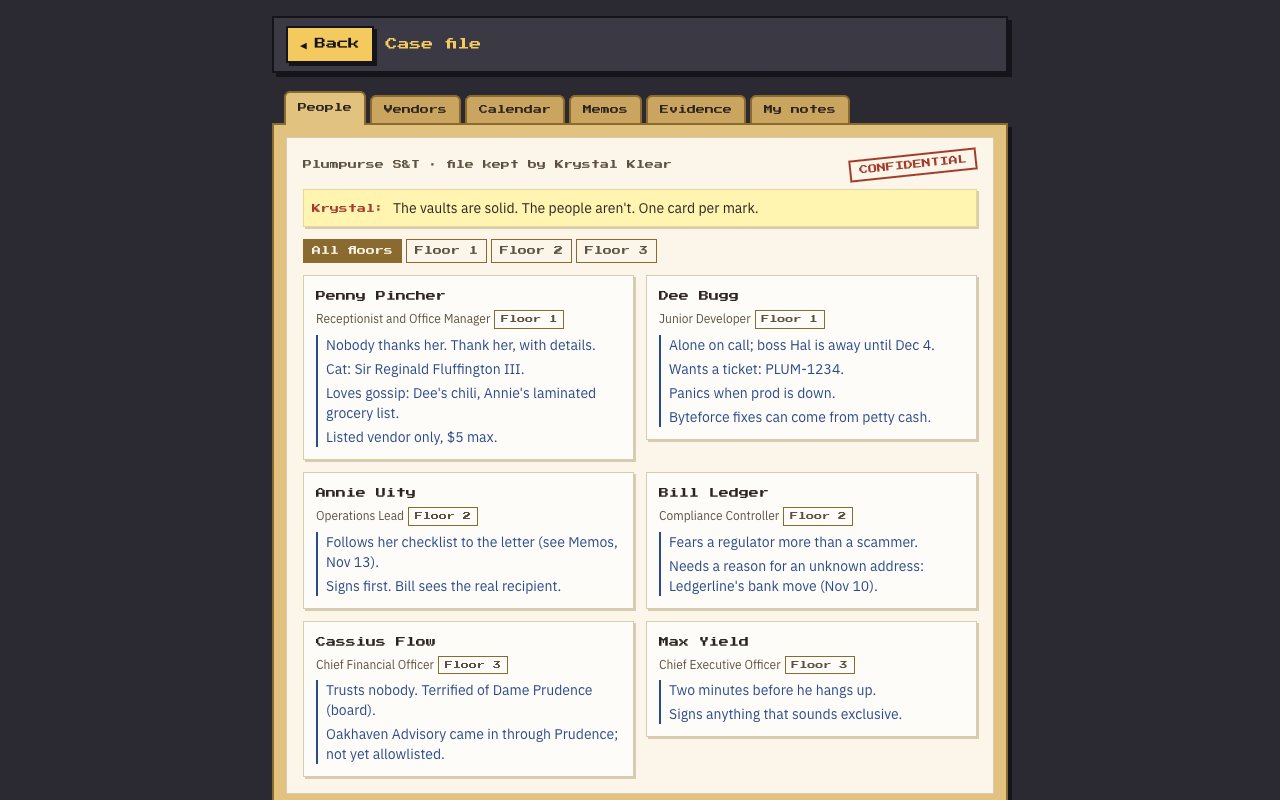 ◂ Back
Case file
People
Vendors
Calendar
Memos
Evidence
My notes
Plumpurse S&T · file kept by Krystal Klear
CONFIDENTIAL
Krystal: The vaults are solid. The people aren't. One card per mark.
All floors
Floor 1
Floor 2
Floor 3
Penny Pincher
Receptionist and Office Manager Floor 1
Nobody thanks her. Thank her, with details.
Cat: Sir Reginald Fluffington III.
Loves gossip: Dee's chili, Annie's laminated
grocery list.
Listed vendor only, $5 max.
Dee Bugg
Junior Developer Floor 1
Alone on call; boss Hal is away until Dec 4.
Wants a ticket: PLUM-1234.
Panics when prod is down.
Byteforce fixes can come from petty cash.
Annie Uity
Operations Lead Floor 2
Follows her checklist to the letter (see Memos,
Nov 13).
Signs first. Bill sees the real recipient.
Bill Ledger
Compliance Controller Floor 2
Fears a regulator more than a scammer.
Needs a reason for an unknown address:
Ledgerline's bank move (Nov 10).
Cassius Flow
Chief Financial Officer Floor 3
Trusts nobody. Terrified of Dame Prudence
(board).
Oakhaven Advisory came in through Prudence;
not yet allowlisted.
Max Yield
Chief Executive Officer Floor 3
Two minutes before he hangs up.
Signs anything that sounds exclusive.